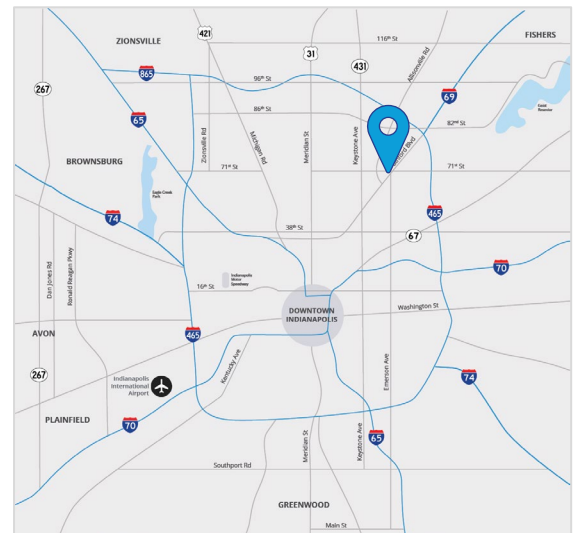 421
ZIONSVILLE
116th St
FISHERS
31
431
Allisonville Rd
865
96th St
267
69
65
86th St
82nd St
Geist
Reservoir
Zionsville Rd
Michigan Rd
Meridian St
Keystone Ave
Blvd
BROWNSBURG
71st St
71st St
Eagle Creek
Park
74
465
38th St
67
70
Dan Jones Rd
Ronald Reagan Pkwy
Indianapolis
Motor
Speedway
16th St
DOWNTOWN
INDIANAPOLIS
Washington St
AVON
465
Kentucky Ave
Emerson Ave
267
Indianapolis
International
Airport
74
PLAINFIELD
70
Meridian St
Keystone Ave
65
Southport Rd
GREENWOOD
Main St